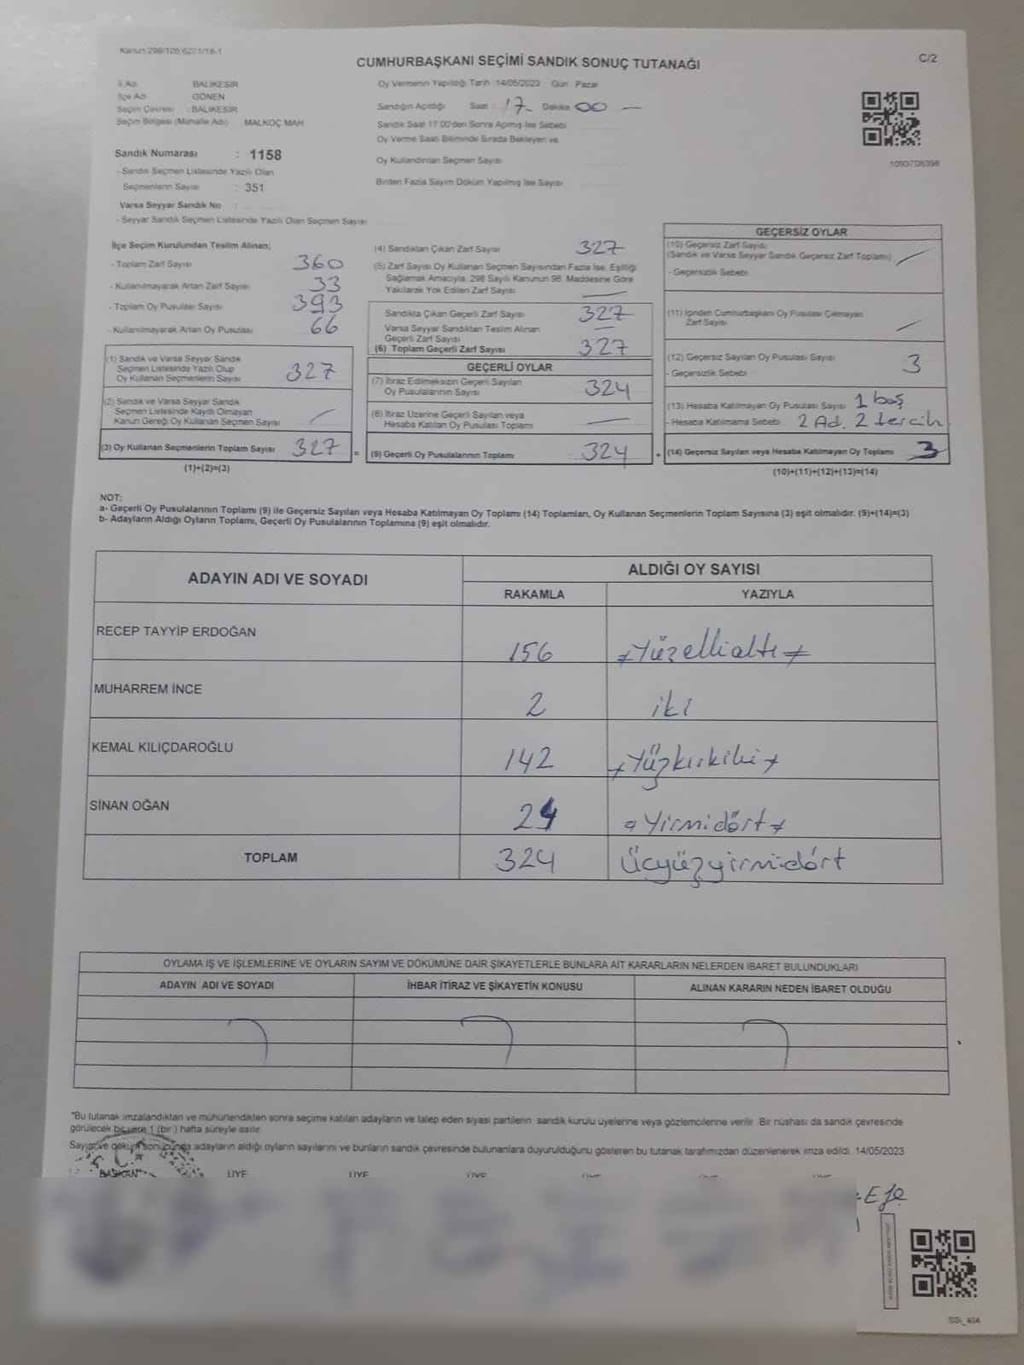 Kanun:298/105;6271/18-1
CUMHURBAŞKANI SEÇİMİ SANDIK SONUÇ TUTANAĞI
C/2
İl Adı : BALIKESİR
İlçe Adı : GÖNEN
Seçim Çevresi : BALIKESİR
Seçim Bölgesi (Mahalle Adı) : MALKOÇ MAH
Oy Vermenin Yapıldığı Tarih :14/05/2023 Gün : Pazar
Sandığın Açıldığı Saat : 17 Dakika 00
Sandık Saat 17:00'den Sonra Açılmış İse Sebebi
Oy Verme Saati Bitiminde Sırada Bekleyen ve
Oy Kullandırılan Seçmen Sayısı
Birden Fazla Sayım Döküm Yapılmış İse Sayısı
Sandık Numarası : 1158
- Sandık Seçmen Listesinde Yazılı Olan
Seçmenlerin Sayısı : 351
Varsa Seyyar Sandık No :
- Seyyar Sandık Seçmen Listesinde Yazılı Olan Seçmen Sayısı
İlçe Seçim Kurulundan Teslim Alınan;
- Toplam Zarf Sayısı 360
- Kullanılmayarak Artan Zarf Sayısı 33
- Toplam Oy Pusulası Sayısı 393
- Kullanılmayarak Artan Oy Pusulası 66
(1) Sandık ve Varsa Seyyar Sandık
Seçmen Listesinde Yazılı Olup
Oy Kullanan Seçmenlerin Sayısı 327
(2) Sandık ve Varsa Seyyar Sandık
Seçmen Listesinde Kayıtlı Olmayan
Kanun Gereği Oy Kullanan Seçmen Sayısı
(3) Oy Kullanan Seçmenlerin Toplam Sayısı 327 =
(1)+(2)=(3)
(4) Sandıktan Çıkan Zarf Sayısı 327
(5) Zarf Sayısı Oy Kullanan Seçmen Sayısından Fazla İse, Eşitliği
Sağlamak Amacıyla, 298 Sayılı Kanunun 98. Maddesine Göre
Yakılarak Yok Edilen Zarf Sayısı
Sandıkta Çıkan Geçerli Zarf Sayısı 327
Varsa Seyyar Sandıktan Teslim Alınan
Geçerli Zarf Sayısı
(6) Toplam Geçerli Zarf Sayısı 327
GEÇERLİ OYLAR
(7) İtiraz Edilmeksizin Geçerli Sayılan
Oy Pusulalarının Sayısı 324
(8) İtiraz Üzerine Geçerli Sayılan veya
Hesaba Katılan Oy Pusulası Toplamı
(9) Geçerli Oy Pusulalarının Toplamı 324 +
GEÇERSİZ OYLAR
(10) Geçersiz Zarf Sayısı
(Sandık ve Varsa Seyyar Sandık Geçersiz Zarf Toplamı)
- Geçersizlik Sebebi
(11) İçinden Cumhurbaşkanı Oy Pusulası Çıkmayan
Zarf Sayısı
(12) Geçersiz Sayılan Oy Pusulası Sayısı 3
- Geçersizlik Sebebi
(13) Hesaba Katılmayan Oy Pusulası Sayısı 1 boş
- Hesaba Katılmama Sebebi 2 Ad. 2 tercih
(14) Geçersiz Sayılan veya Hesaba Katılmayan Oy Toplamı 3
(10)+(11)+(12)+(13)=(14)
NOT:
a- Geçerli Oy Pusulalarının Toplamı (9) ile Geçersiz Sayılan veya Hesaba Katılmayan Oy Toplamı (14) Toplamları, Oy Kullanan Seçmenlerin Toplam Sayısına (3) eşit olmalıdır. (9)+(14)=(3)
b- Adayların Aldığı Oyların Toplamı, Geçerli Oy Pusulalarının Toplamına (9) eşit olmalıdır.
ADAYIN ADI VE SOYADI
ALDIĞI OY SAYISI
RAKAMLA YAZIYLA
RECEP TAYYİP ERDOĞAN 156 Yüzellialtı
MUHARREM İNCE 2 iki
KEMAL KILIÇDAROĞLU 142 Yüzkırkiki
SİNAN OĞAN 24 Yirmidört
TOPLAM 324 Üçyüzyirmidört
OYLAMA İŞ VE İŞLEMLERİNE VE OYLARIN SAYIM VE DÖKÜMÜNE DAİR ŞİKAYETLERLE BUNLARA AİT KARARLARIN NELERDEN İBARET BULUNDUKLARI
ADAYIN ADI VE SOYADI İHBAR İTİRAZ VE ŞİKAYETİN KONUSU ALINAN KARARIN NEDEN İBARET OLDUĞU
*Bu tutanak imzalandıktan ve mühürlendikten sonra seçime katılan adayların ve talep eden siyasi partilerin sandık kurulu üyelerine veya gözlemcilerine verilir. Bir nüshası da sandık çevresinde
görülecek bir yere 1 (bir) hafta süreyle asılır.
Sayım ve döküm sonucunda adayların aldığı oyların sayılarını ve bunların sandık çevresinde bulunanlara duyurulduğunu gösteren bu tutanak tarafımızdan düzenlenerek imza edildi. 14/05/2023
BAŞKAN ÜYE ÜYE ÜYE ÜYE ÜYE
Efe